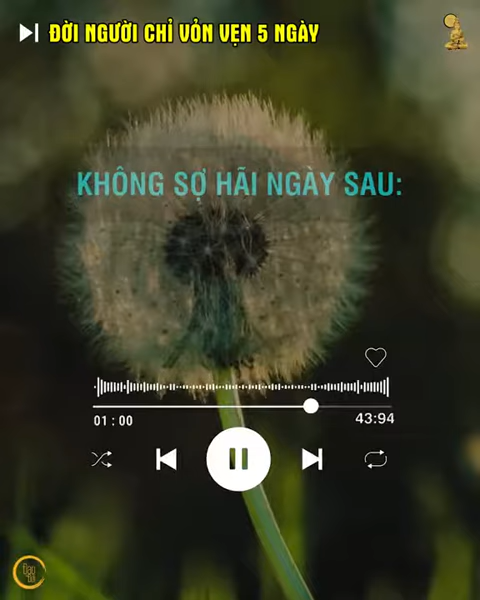 ĐỜI NGƯỜI CHỈ VỎN VẸN 5 NGÀY
KHÔNG SỢ HÃI NGÀY SAU:
01 : 00
43:94